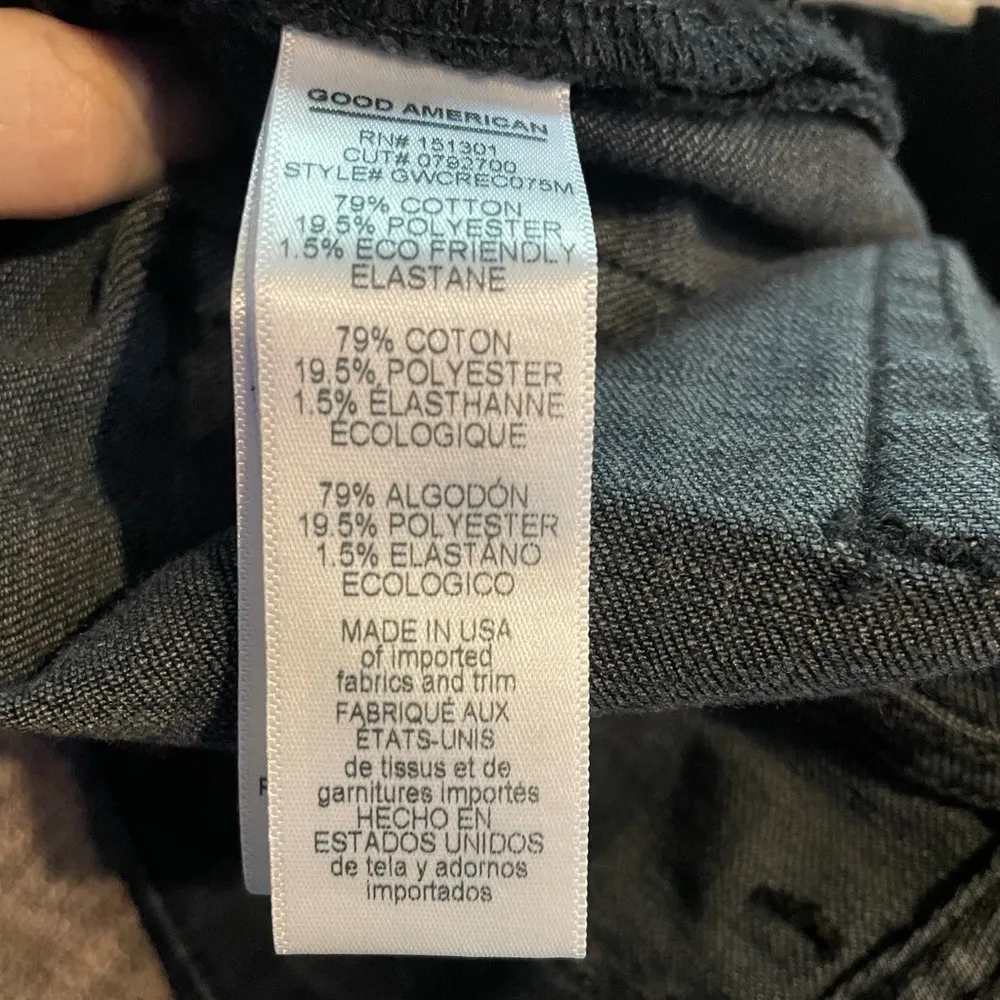 GOOD AMERICAN
RN# 151301
CUT# 0792700
STYLE# GWCREC075M
79% COTTON
19.5% POLYESTER
1.5% ECO FRIENDLY
ELASTANE
79% COTON
19.5% POLYESTER
1.5% ÉLASTHANNE
ÉCOLOGIQUE
79% ALGODÓN
19.5% POLYESTER
1.5% ELASTANO
ECOLOGICO
MADE IN USA
of imported
fabrics and trim
FABRIQUÉ AUX
ÉTATS-UNIS
de tissus et de
garnitures importés
HECHO EN
ESTADOS UNIDOS
de tela y adornos
importados